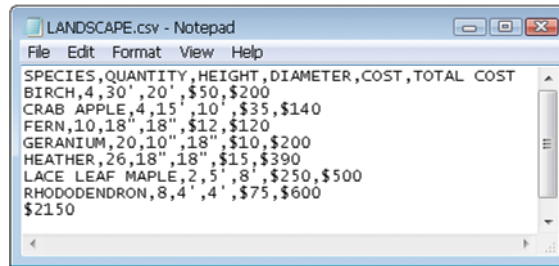 LANDSCAPE.csv - Notepad
File Edit Format View Help
SPECIES,QUANTITY,HEIGHT,DIAMETER,COST,TOTAL COST
BIRCH,4,30',20',$50,$200
CRAB APPLE,4,15',10',$35,$140
FERN,10,18",18",$12,$120
GERANIUM,20,10",18",$10,$200
HEATHER,26,18",18",$15,$390
LACE LEAF MAPLE,2,5',8',$250,$500
RHODODENDRON,8,4',4',$75,$600
$2150